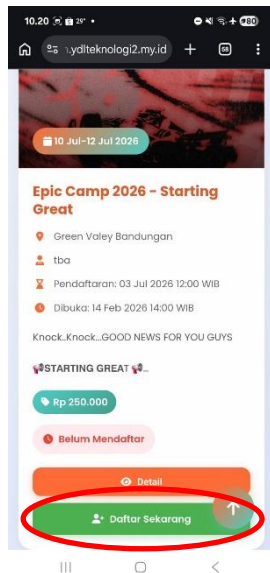 10.20 29° •
80
ı.ydlteknologi2.my.id
58
10 Jul-12 Jul 2026
Epic Camp 2026 - Starting
Great
Green Valey Bandungan
tba
Pendaftaran: 03 Jul 2026 12:00 WIB
Dibuka: 14 Feb 2026 14:00 WIB
Knock..Knock...GOOD NEWS FOR YOU GUYS
📢STARTING GREAT 📢...
Rp 250.000
Belum Mendaftar
Detail
Daftar Sekarang